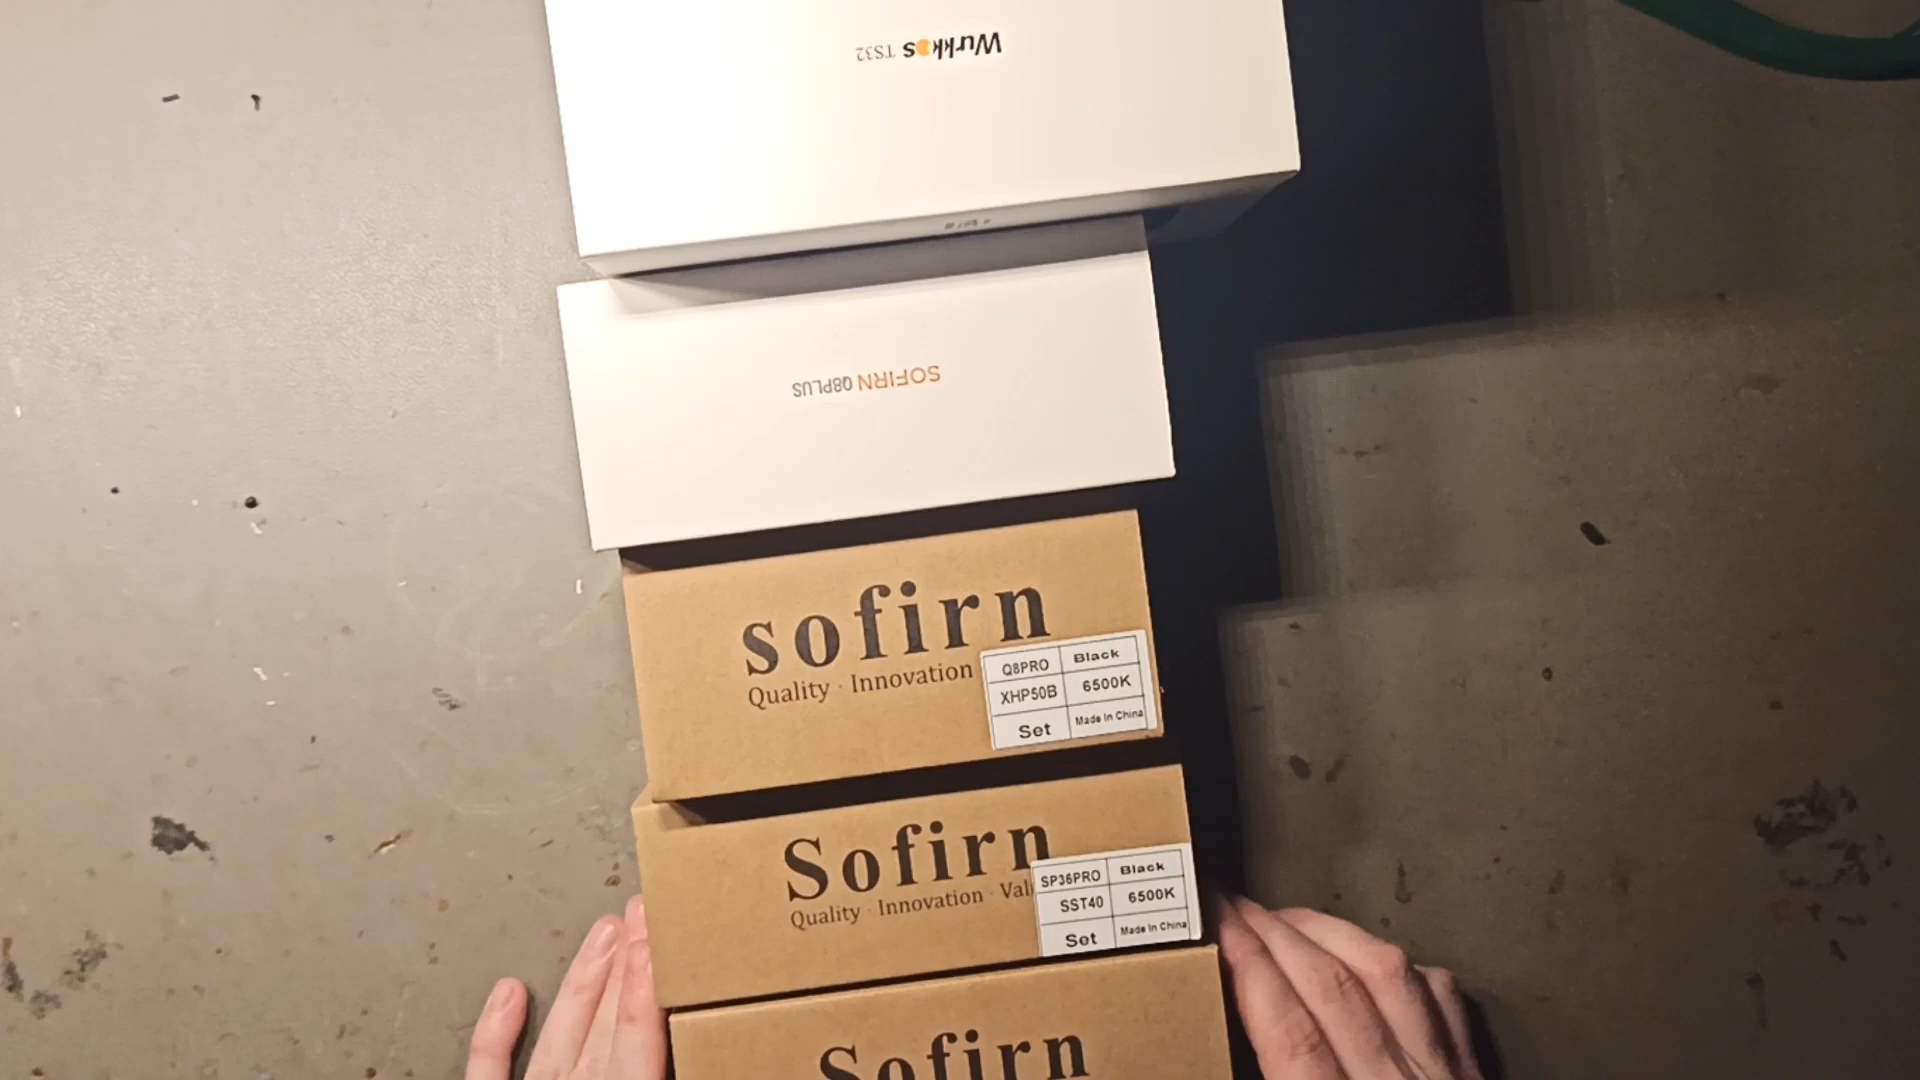 Wurkkos TS32
SOFIRN Q8PLUS
sofirn
Quality · Innovation
Q8PRO Black
XHP50B 6500K
Set Made In China
Sofirn
Quality · Innovation ·
SP36PRO Black
SST40 6500K
Set Made In China
Sofirn